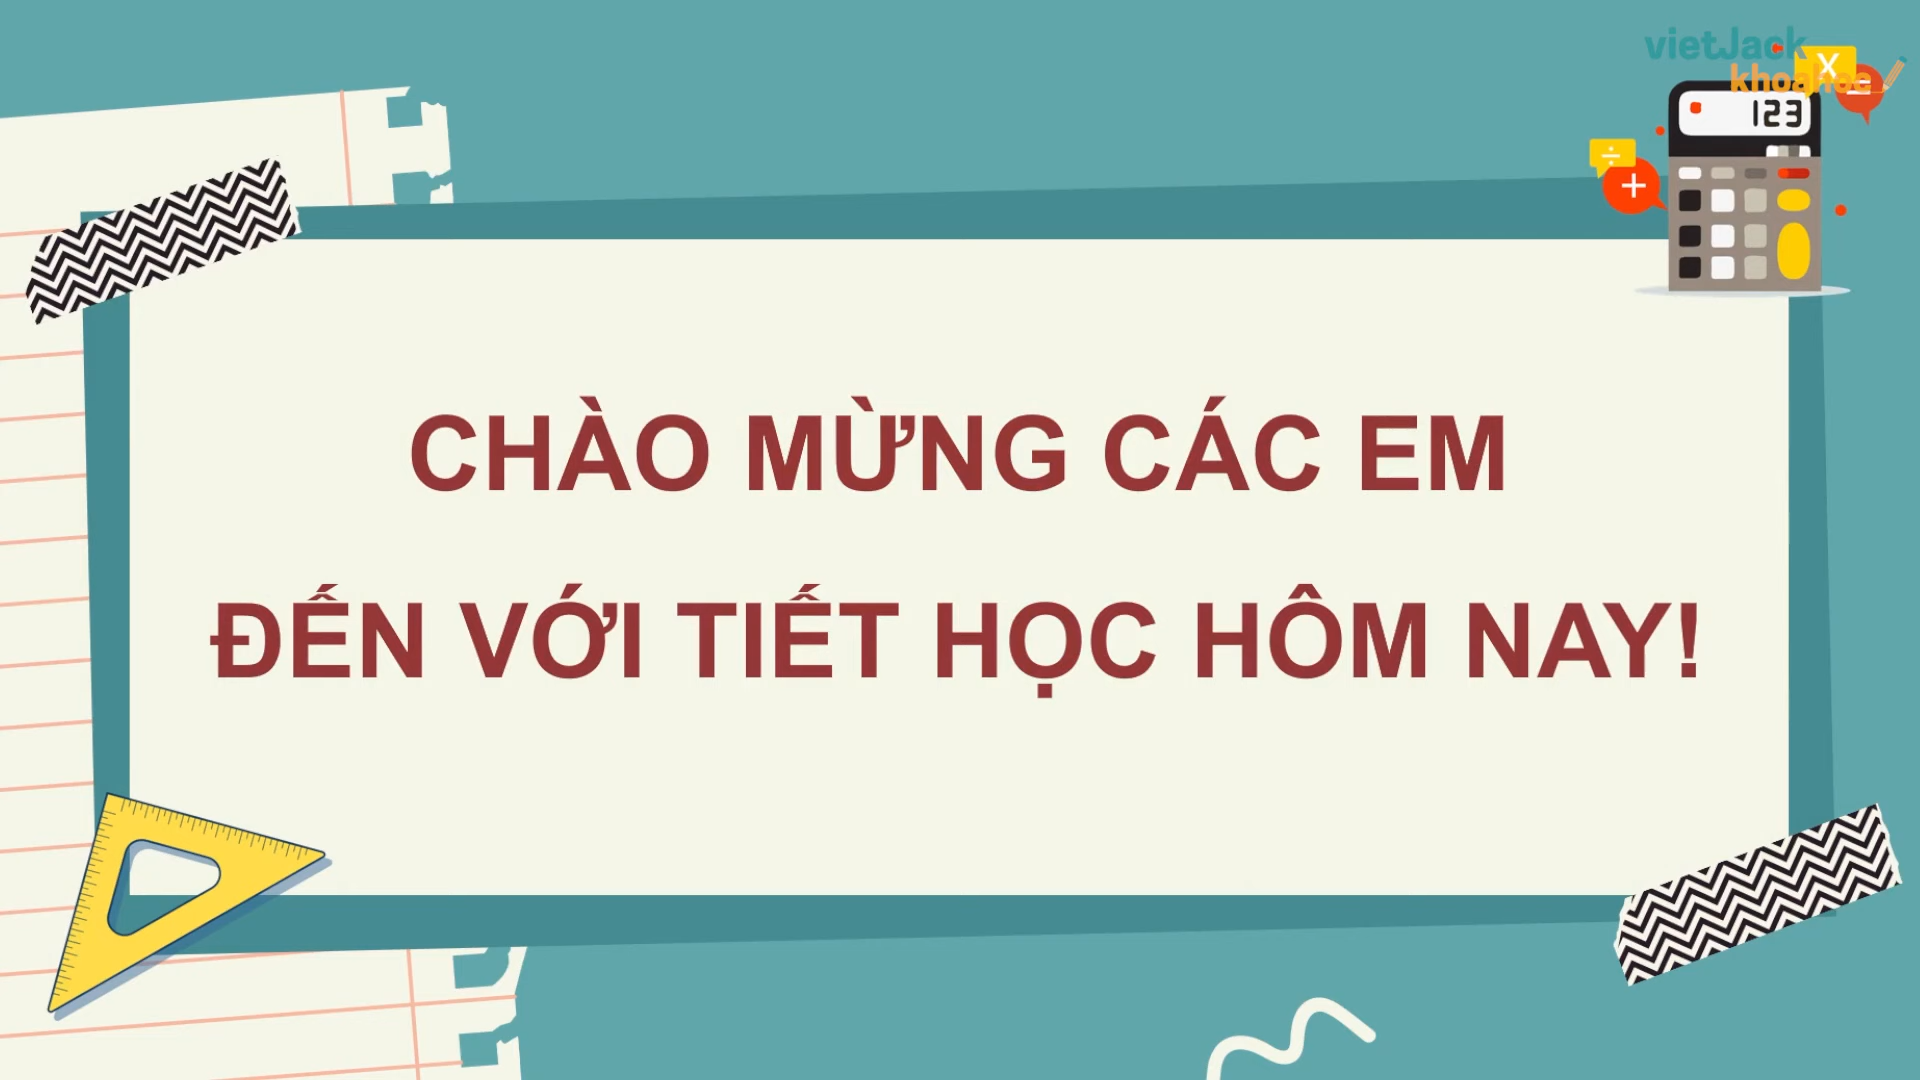 vietJack
khoahoc
X
123
÷
+
CHÀO MỪNG CÁC EM
ĐẾN VỚI TIẾT HỌC HÔM NAY!